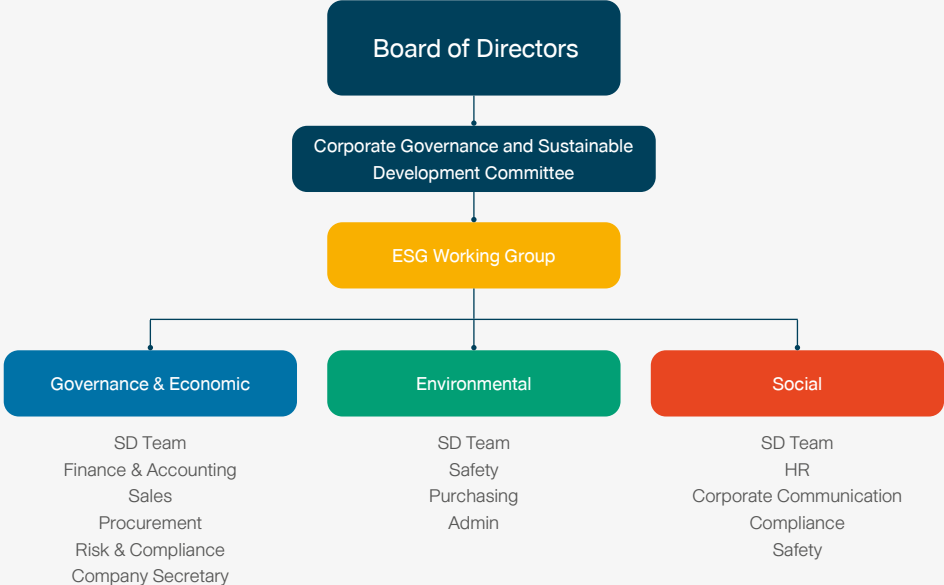 Board of Directors
Corporate Governance and Sustainable
Development Committee
ESG Working Group
Governance & Economic
SD Team
Finance & Accounting
Sales
Procurement
Risk & Compliance
Company Secretary
Environmental
SD Team
Safety
Purchasing
Admin
Social
SD Team
HR
Corporate Communication
Compliance
Safety